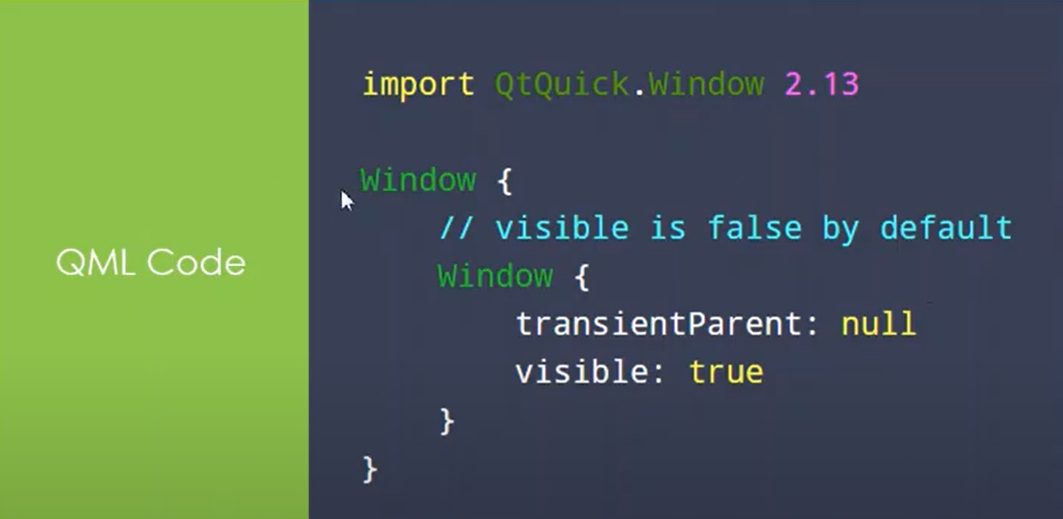 QML Code
import QtQuick.Window 2.13
Window {
    // visible is false by default
    Window {
        transientParent: null
        visible: true
    }
}